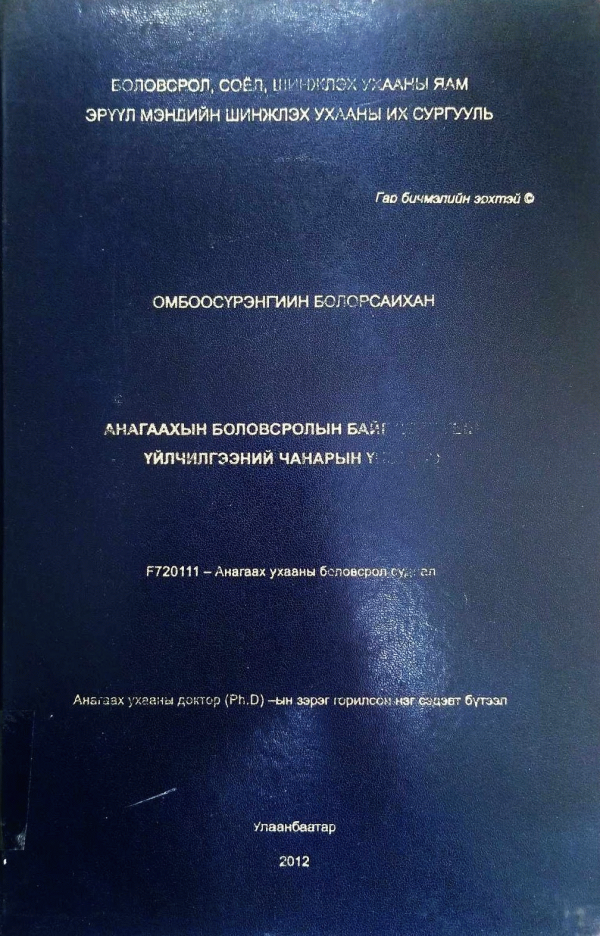 БОЛОВСРОЛ, СОЁЛ, ШИНЖЛЭХ УХААНЫ ЯАМ
ЭРҮҮЛ МЭНДИЙН ШИНЖЛЭХ УХААНЫ ИХ СУРГУУЛЬ
Гар бичмэлийн эрхтэй ©
ОМБООСҮРЭНГИИН БОЛОРСАИХАН
АНАГААХЫН БОЛОВСРОЛЫН
ҮЙЛЧИЛГЭЭНИЙ ЧАНАРЫН
F720111 – Анагаах ухааны боловсрол судлал
Анагаах ухааны доктор (Ph.D) –ын зэрэг горилсон нэг сэдэвт бүтээл
Улаанбаатар
2012